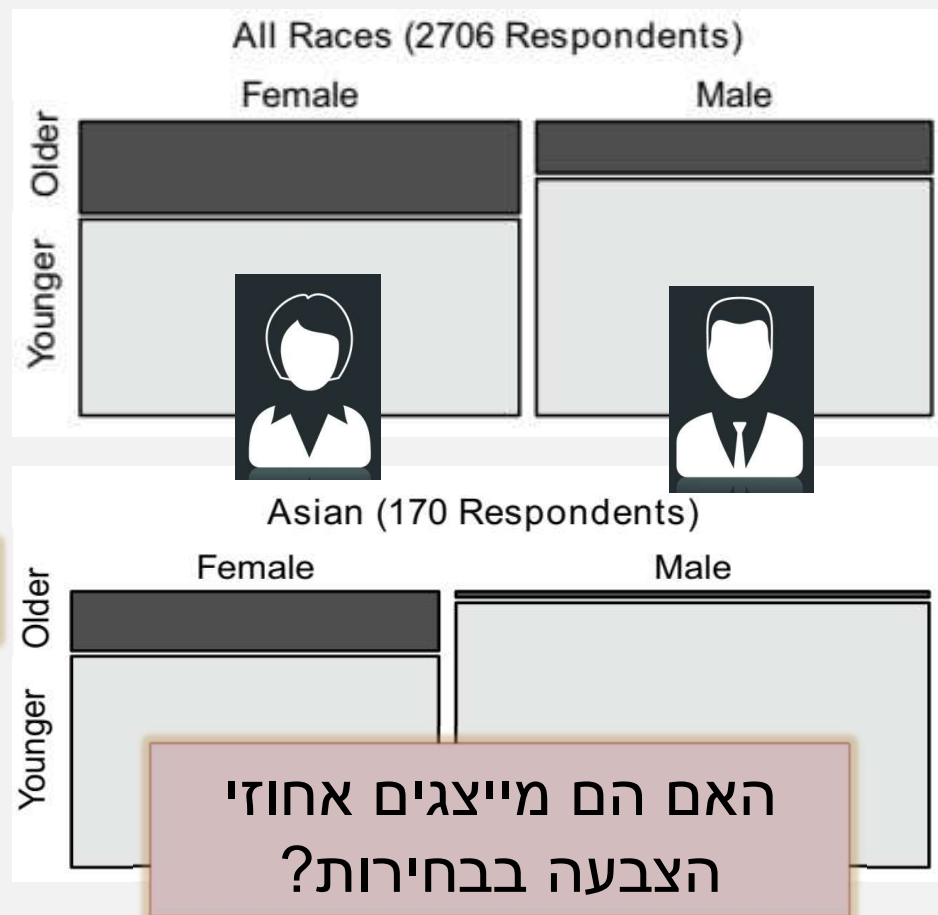 All Races (2706 Respondents)
Female Male
Older
Younger
Asian (170 Respondents)
Female Male
Older
Younger
האם הם מייצגים אחוזי
הצבעה בבחירות?